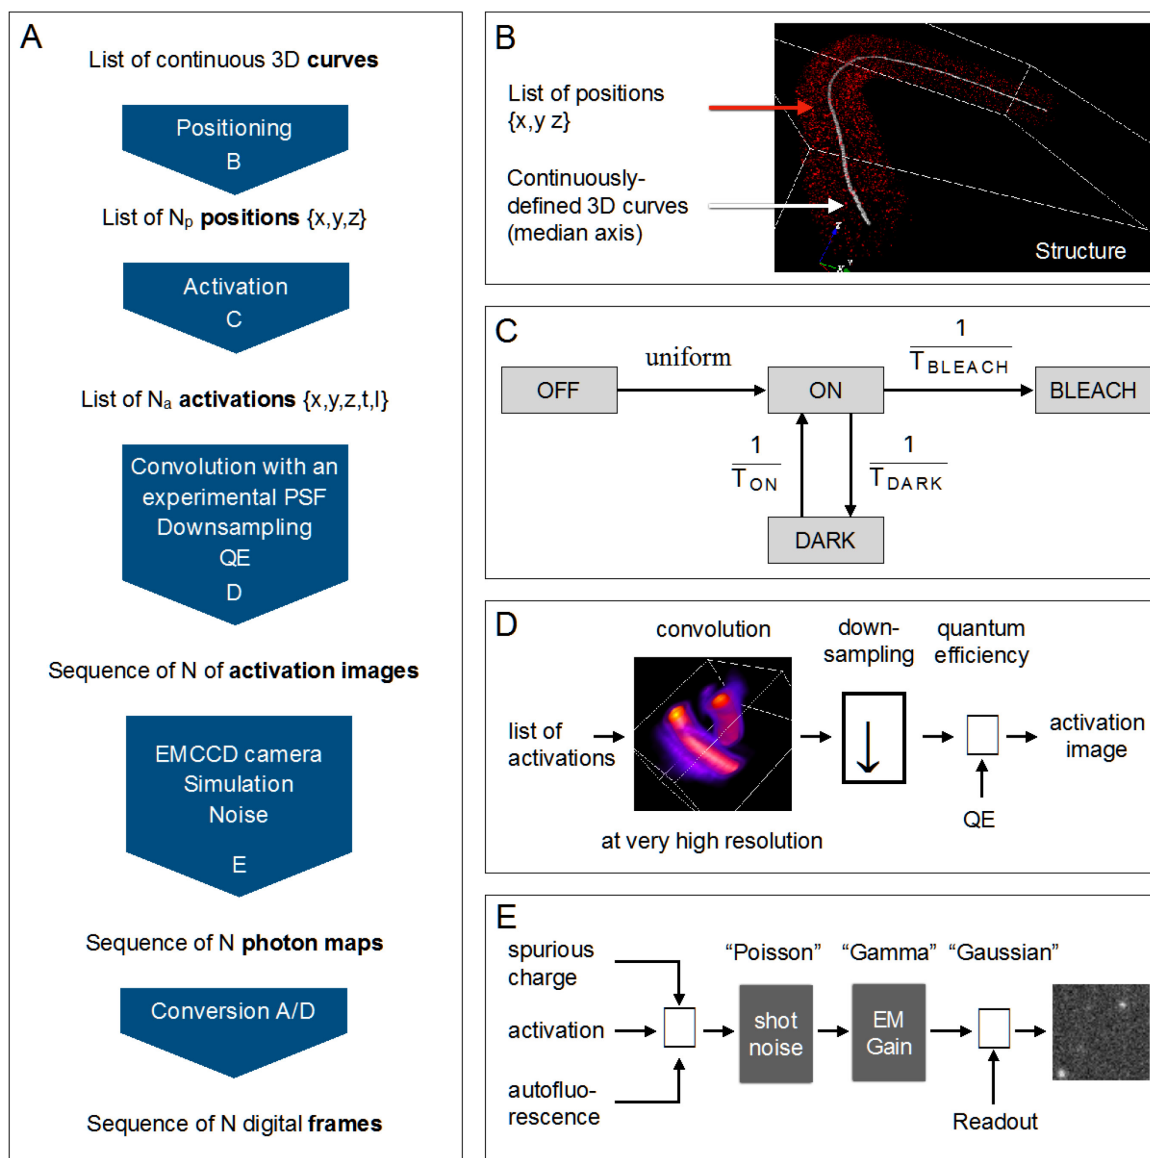 A
List of continuous 3D curves
Positioning
B
List of Np positions {x,y,z}
Activation
C
List of Na activations {x,y,z,t,I}
Convolution with an
experimental PSF
Downsampling
QE
D
Sequence of N of activation images
EMCCD camera
Simulation
Noise
E
Sequence of N photon maps
Conversion A/D
Sequence of N digital frames
B
List of positions
{x,y z}
Continuously-
defined 3D curves
(median axis)
z
x
Y
Structure
C
OFF
uniform
ON
1
TBLEACH
BLEACH
1
TON
1
TDARK
DARK
D
convolution
down-
sampling
quantum
efficiency
list of
activations
activation
image
QE
at very high resolution
E
spurious
charge
"Poisson"
"Gamma"
"Gaussian"
activation
shot
noise
EM
Gain
autofluo-
rescence
Readout